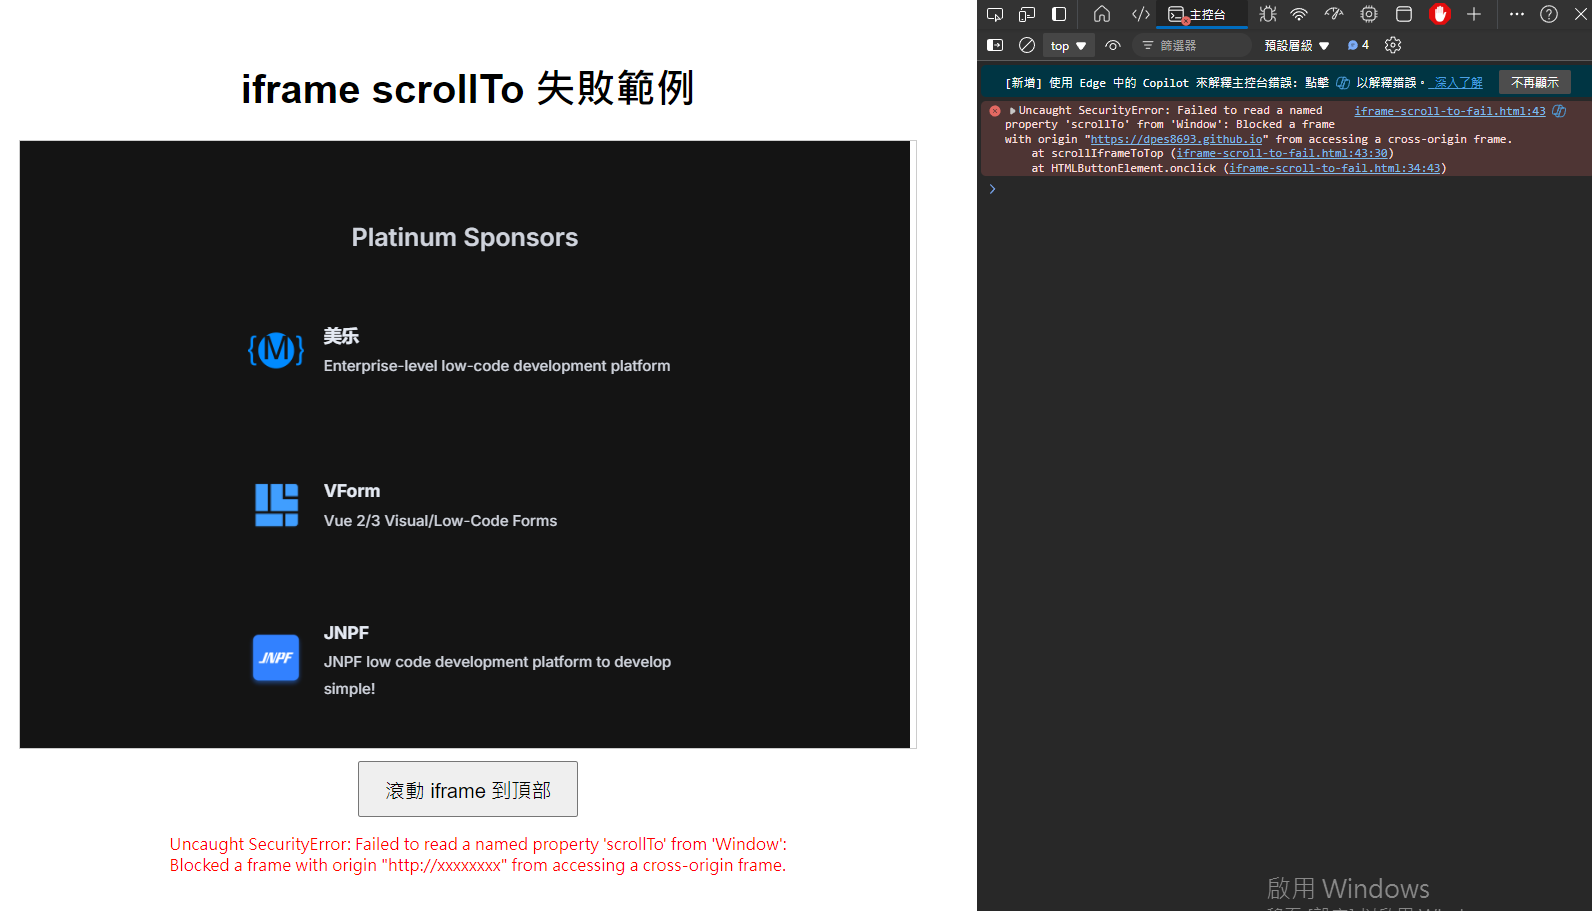 iframe scrollTo 失敗範例
Platinum Sponsors
{M}
美乐
Enterprise-level low-code development platform
VForm
Vue 2/3 Visual/Low-Code Forms
JNPF
JNPF
JNPF low code development platform to develop
simple!
滾動 iframe 到頂部
Uncaught SecurityError: Failed to read a named property 'scrollTo' from 'Window':
Blocked a frame with origin "http://xxxxxxxx" from accessing a cross-origin frame.
主控台
top
篩選器
預設層級
4
[新增] 使用 Edge 中的 Copilot 來解釋主控台錯誤: 點擊 以解釋錯誤。 深入了解
不再顯示
Uncaught SecurityError: Failed to read a named iframe-scroll-to-fail.html:43
property 'scrollTo' from 'Window': Blocked a frame
with origin "https://dpes8693.github.io" from accessing a cross-origin frame.
at scrollIframeToTop (iframe-scroll-to-fail.html:43:30)
at HTMLButtonElement.onclick (iframe-scroll-to-fail.html:34:43)
啟用 Windows